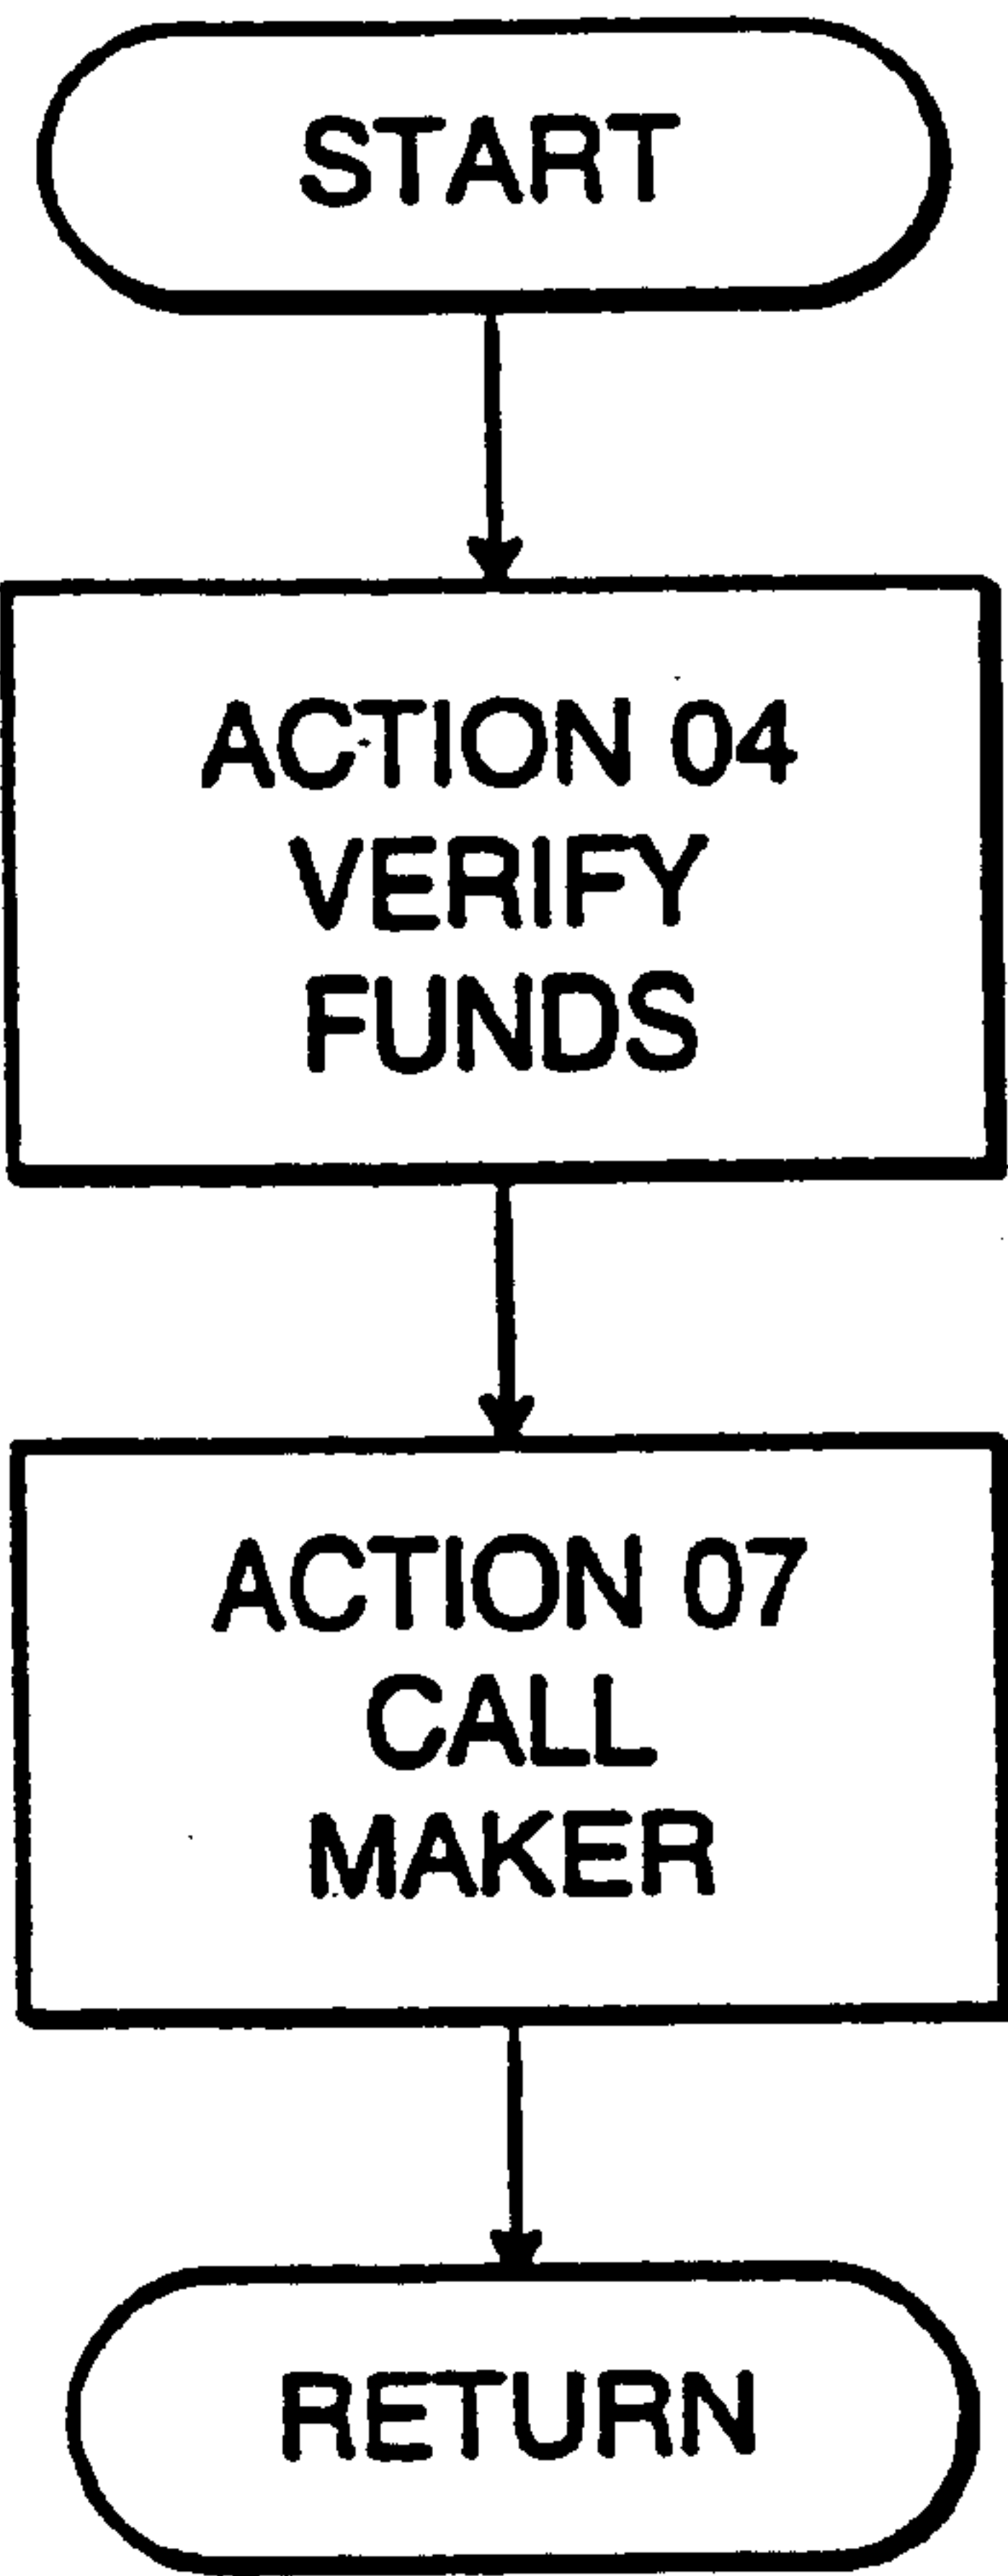 START
ACTION 04
VERIFY
FUNDS
ACTION 07
CALL
MAKER
RETURN